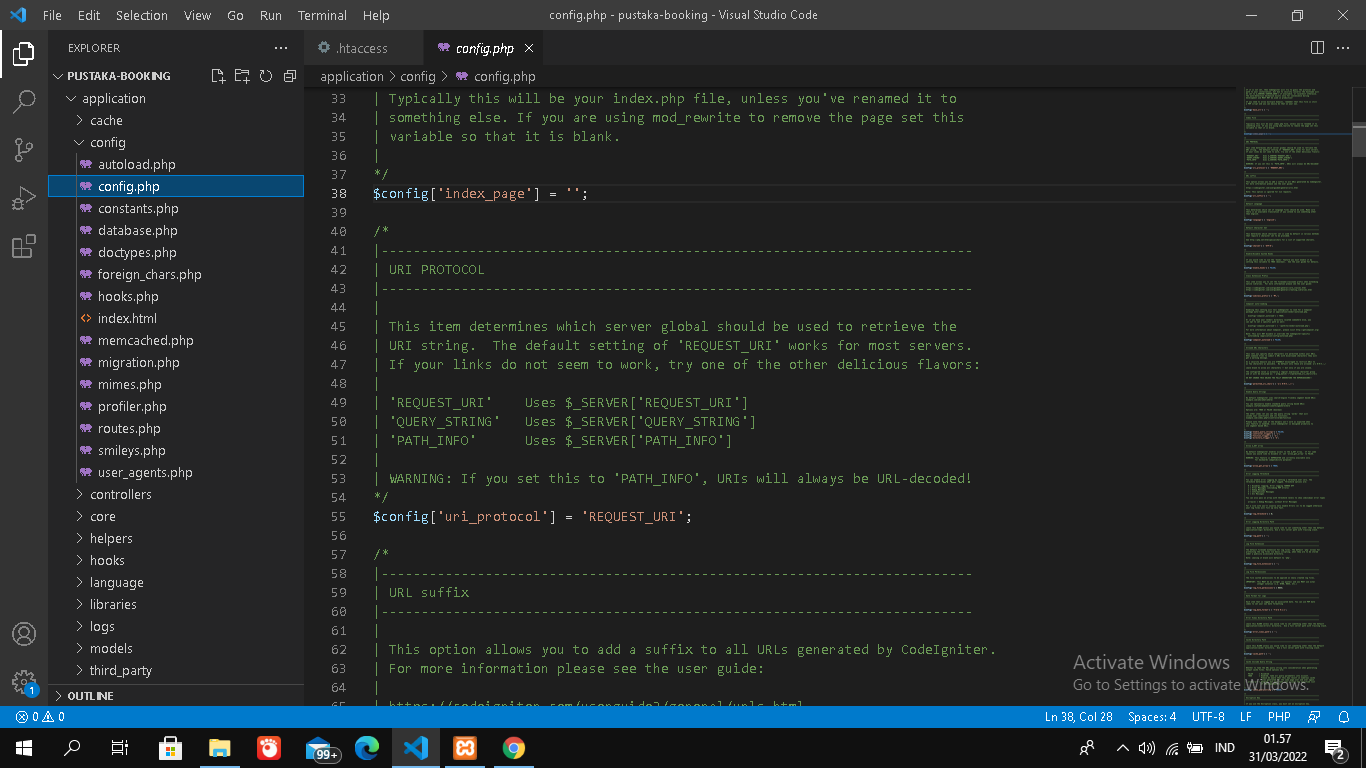 File Edit Selection View Go Run Terminal Help
config.php - pustaka-booking - Visual Studio Code
EXPLORER
PUSTAKA-BOOKING
application
cache
config
autoload.php
config.php
constants.php
database.php
doctypes.php
foreign_chars.php
hooks.php
index.html
memcached.php
migration.php
mimes.php
profiler.php
routes.php
smileys.php
user_agents.php
controllers
core
helpers
hooks
language
libraries
logs
models
third_party
OUTLINE
.htaccess config.php
application > config > config.php
33 | Typically this will be your index.php file, unless you've renamed it to
34 | something else. If you are using mod_rewrite to remove the page set this
35 | variable so that it is blank.
36 |
37 */
38 $config['index_page'] = '';
39
40 /*
41 |--------------------------------------------------------------------------
42 | URI PROTOCOL
43 |--------------------------------------------------------------------------
44 |
45 | This item determines which server global should be used to retrieve the
46 | URI string.  The default setting of 'REQUEST_URI' works for most servers.
47 | If your links do not seem to work, try one of the other delicious flavors:
48 |
49 | 'REQUEST_URI'    Uses $_SERVER['REQUEST_URI']
50 | 'QUERY_STRING'   Uses $_SERVER['QUERY_STRING']
51 | 'PATH_INFO'      Uses $_SERVER['PATH_INFO']
52 |
53 | WARNING: If you set this to 'PATH_INFO', URIs will always be URL-decoded!
54 */
55 $config['uri_protocol'] = 'REQUEST_URI';
56
57 /*
58 |--------------------------------------------------------------------------
59 | URL suffix
60 |--------------------------------------------------------------------------
61 |
62 | This option allows you to add a suffix to all URLs generated by CodeIgniter.
63 | For more information please see the user guide:
64 |
65 | https://codeigniter.com/userguide3/general/urls.html
Activate Windows
Go to Settings to activate Windows.
1
0 0
Ln 38, Col 28 Spaces: 4 UTF-8 LF PHP
99+
IND
01.57
31/03/2022
2